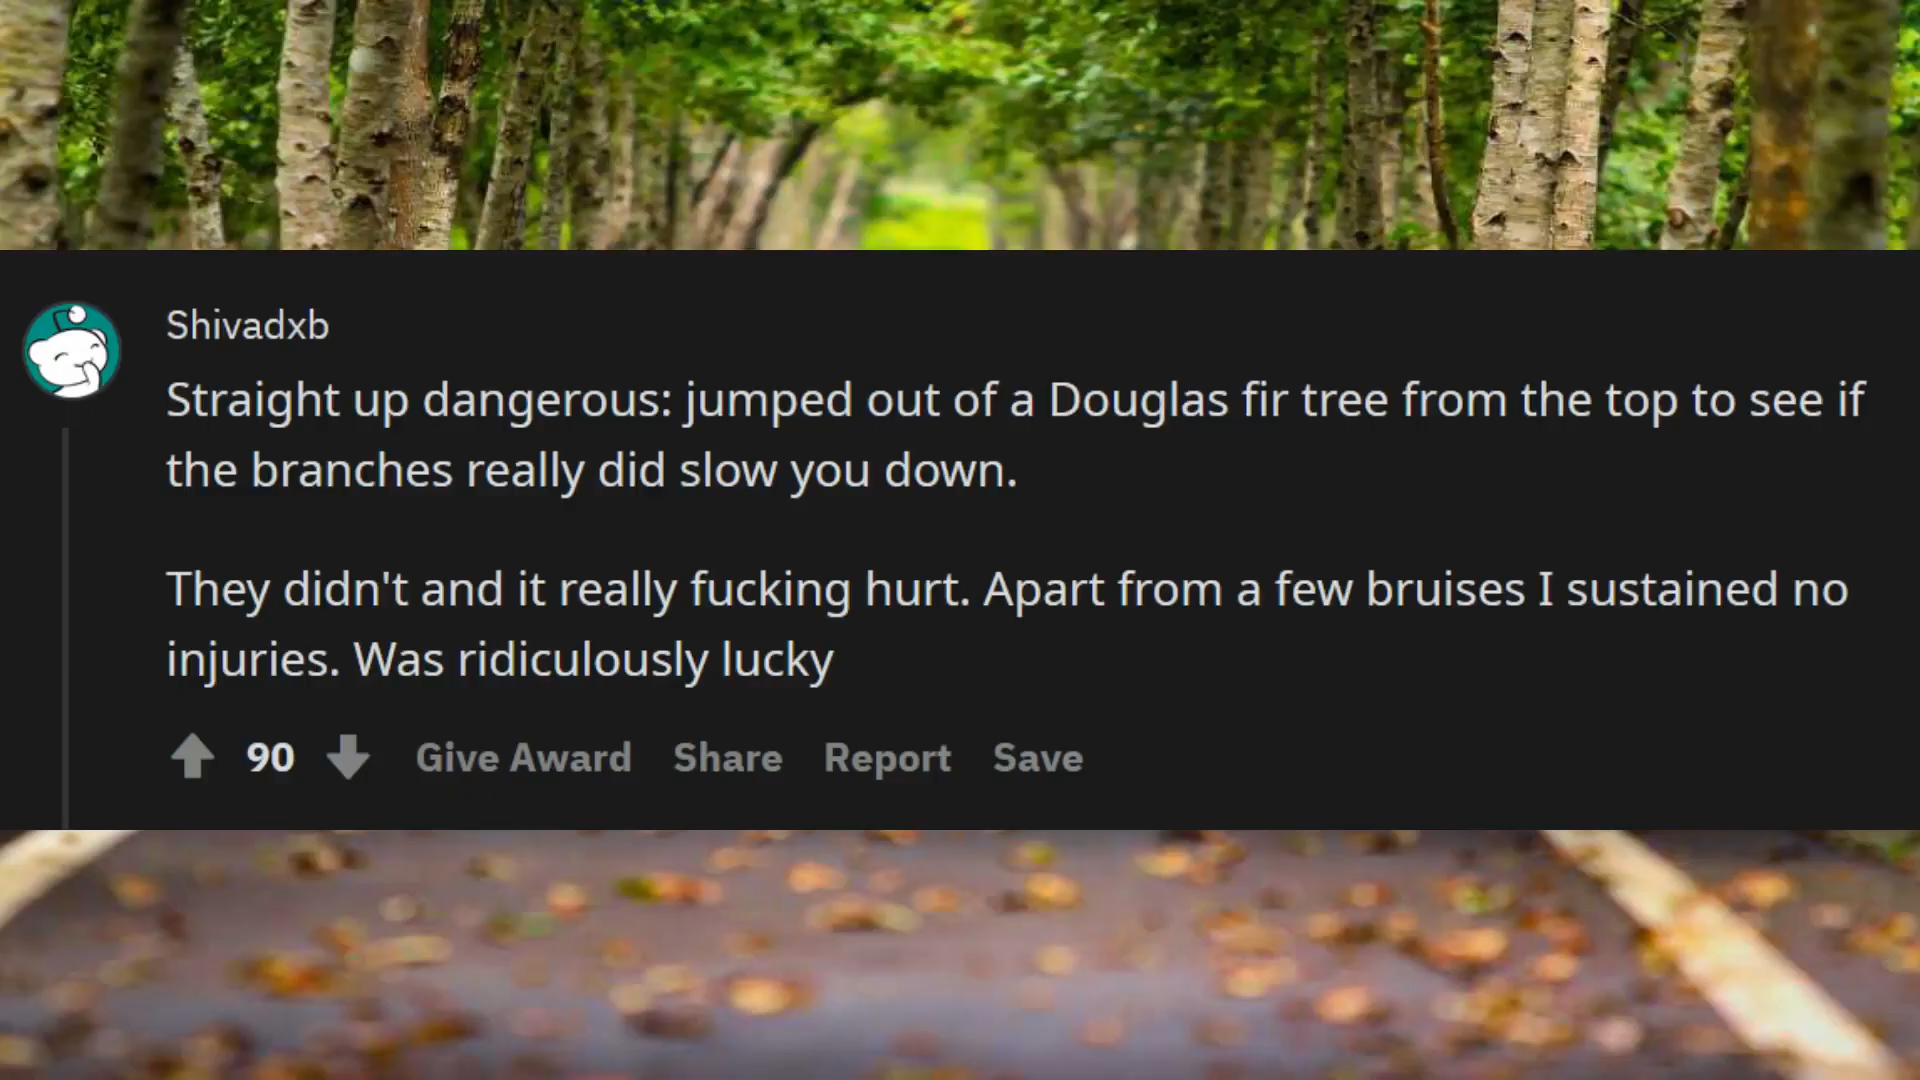 Shivadxb
Straight up dangerous: jumped out of a Douglas fir tree from the top to see if
the branches really did slow you down.
They didn't and it really fucking hurt. Apart from a few bruises I sustained no
injuries. Was ridiculously lucky
90 Give Award Share Report Save